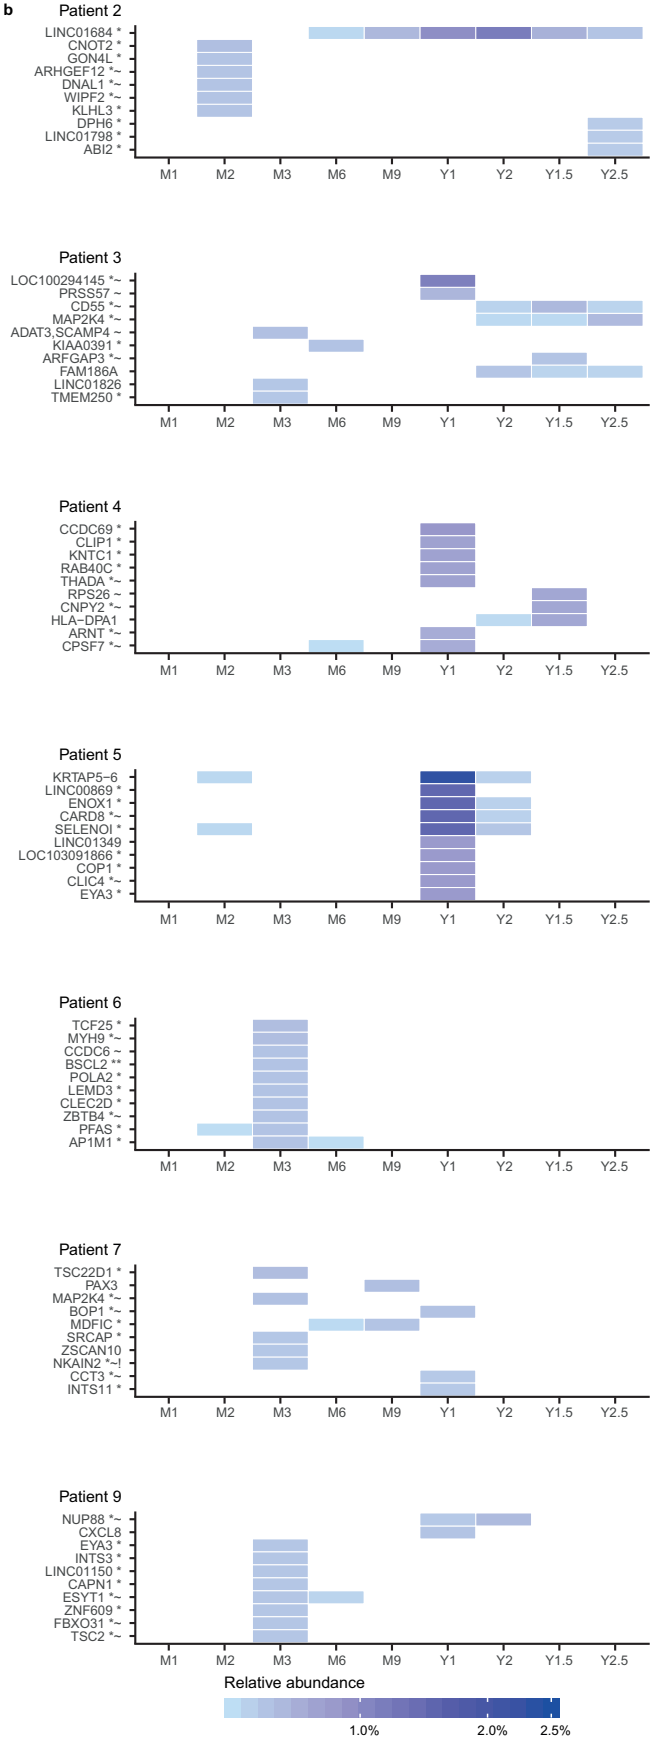 b
Patient 2
LINC01684 *
CNOT2 *
GON4L *
ARHGEF12 *~
DNAL1 *~
WIPF2 *~
KLHL3 *
DPH6 *
LINC01798 *
ABI2 *
M1 M2 M3 M6 M9 Y1 Y2 Y1.5 Y2.5
Patient 3
LOC100294145 *~
PRSS57 ~
CD55 *~
MAP2K4 *~
ADAT3,SCAMP4 ~
KIAA0391 *
ARFGAP3 *~
FAM186A
LINC01826
TMEM250 *
M1 M2 M3 M6 M9 Y1 Y2 Y1.5 Y2.5
Patient 4
CCDC69 *
CLIP1 *
KNTC1 *
RAB40C *
THADA *~
RPS26 ~
CNPY2 *~
HLA−DPA1
ARNT *~
CPSF7 *~
M1 M2 M3 M6 M9 Y1 Y2 Y1.5 Y2.5
Patient 5
KRTAP5−6
LINC00869 *
ENOX1 *
CARD8 *~
SELENOI *
LINC01349
LOC103091866 *
COP1 *
CLIC4 *~
EYA3 *
M1 M2 M3 M6 M9 Y1 Y2 Y1.5 Y2.5
Patient 6
TCF25 *
MYH9 *~
CCDC6 ~
BSCL2 **
POLA2 *
LEMD3 *
CLEC2D *
ZBTB4 *~
PFAS *
AP1M1 *
M1 M2 M3 M6 M9 Y1 Y2 Y1.5 Y2.5
Patient 7
TSC22D1 *
PAX3
MAP2K4 *~
BOP1 *~
MDFIC *
SRCAP *
ZSCAN10
NKAIN2 *~!
CCT3 *~
INTS11 *
M1 M2 M3 M6 M9 Y1 Y2 Y1.5 Y2.5
Patient 9
NUP88 *~
CXCL8
EYA3 *
INTS3 *
LINC01150 *
CAPN1 *
ESYT1 *~
ZNF609 *
FBXO31 *~
TSC2 *~
M1 M2 M3 M6 M9 Y1 Y2 Y1.5 Y2.5
Relative abundance
1.0% 2.0% 2.5%